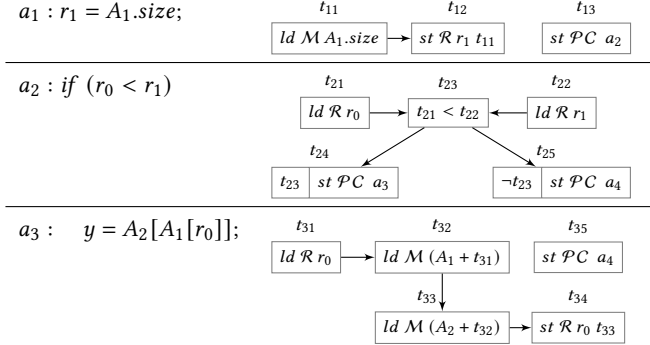 t₁₁ t₁₂ t₁₃
a₁ : r₁ = A₁.size; ld ℳ A₁.size st ℛ r₁ t₁₁ st 𝒫𝒞 a₂
t₂₁ t₂₃ t₂₂
a₂ : if (r₀ < r₁) ld ℛ r₀ t₂₁ < t₂₂ ld ℛ r₁
t₂₄ t₂₅
t₂₃ st 𝒫𝒞 a₃ ¬t₂₃ st 𝒫𝒞 a₄
t₃₁ t₃₂ t₃₅
a₃ : y = A₂[A₁[r₀]]; ld ℛ r₀ ld ℳ (A₁ + t₃₁) st 𝒫𝒞 a₄
t₃₃ t₃₄
ld ℳ (A₂ + t₃₂) st ℛ r₀ t₃₃